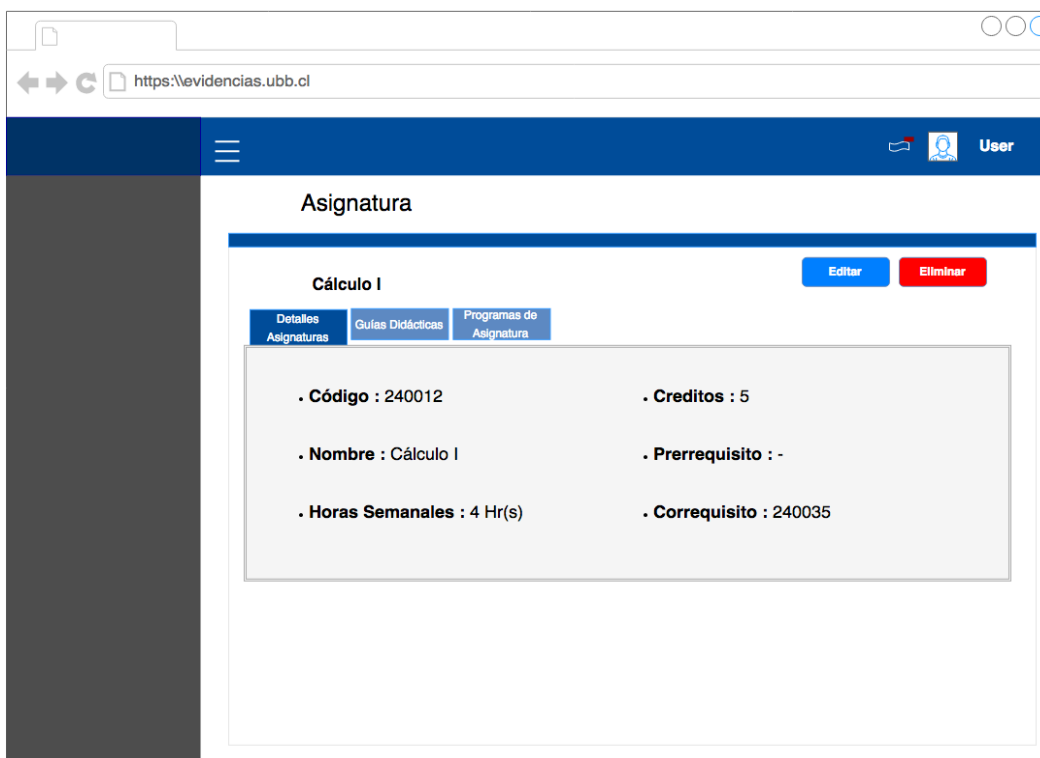 https:\\evidencias.ubb.cl
User
Asignatura
Editar
Eliminar
Cálculo I
Detalles
Asignaturas
Guías Didácticas
Programas de
Asignatura
• Código : 240012
• Creditos : 5
• Nombre : Cálculo I
• Prerrequisito : -
• Horas Semanales : 4 Hr(s)
• Correquisito : 240035